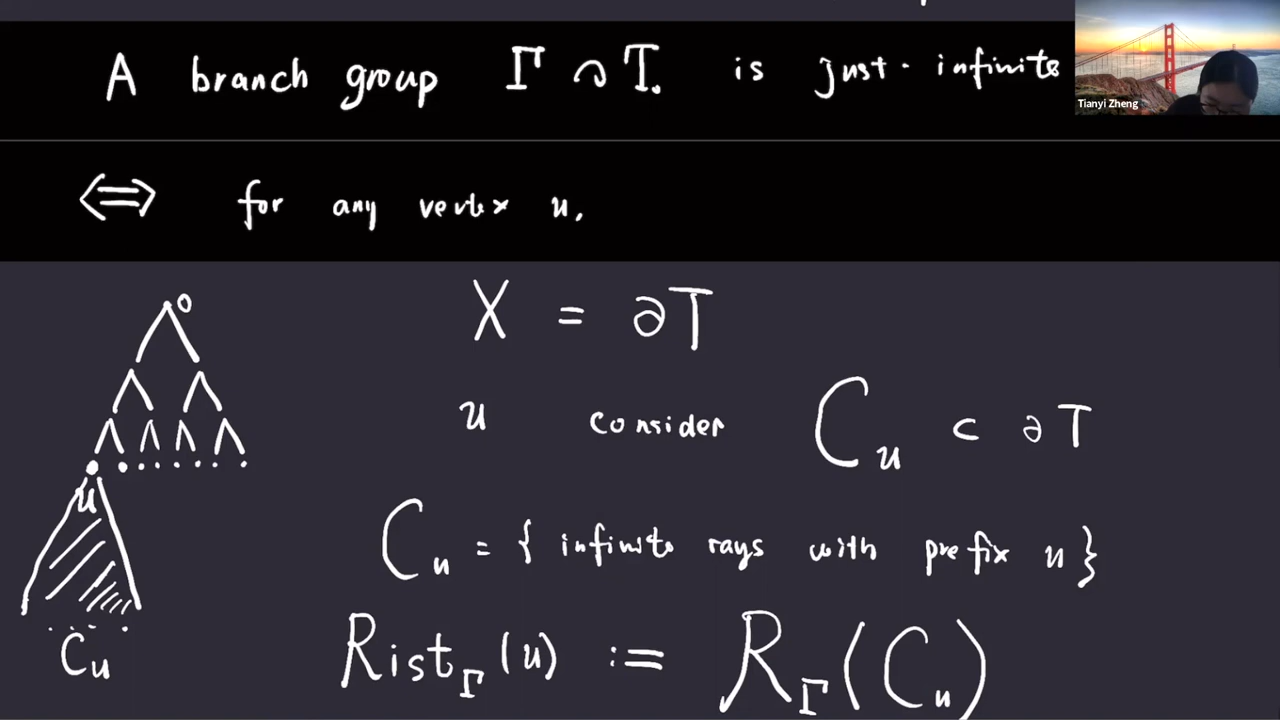 A branch group Γ ↷ T. is just-infinite
Tianyi Zheng
⟺ for any vertex u,
o
X = ∂T
u consider C_u ⊂ ∂T
u
C_u = { infinite rays with prefix u }
C_u
Rist_Γ(u) := R_Γ(C_u)